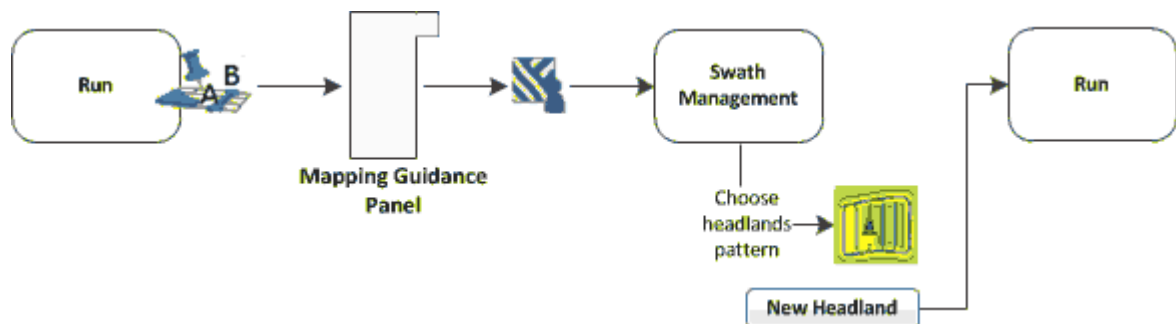 Run
A B
Mapping Guidance
Panel
Swath
Management
Choose
headlands
pattern
New Headland
Run